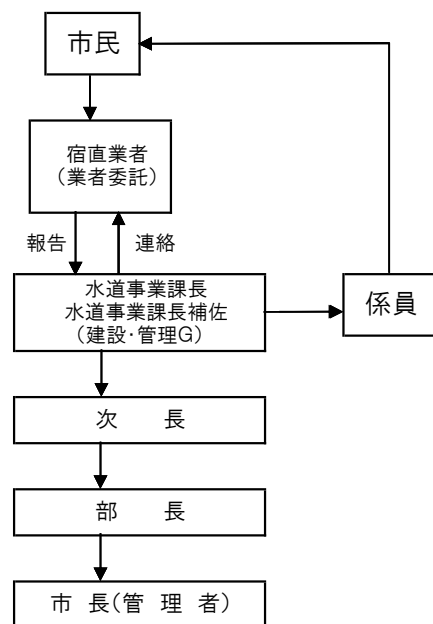 市民
宿直業者
（業者委託）
報告
連絡
水道事業課長
水道事業課長補佐
（建設・管理G）
係員
次　　長
部　　長
市 長（管 理 者）